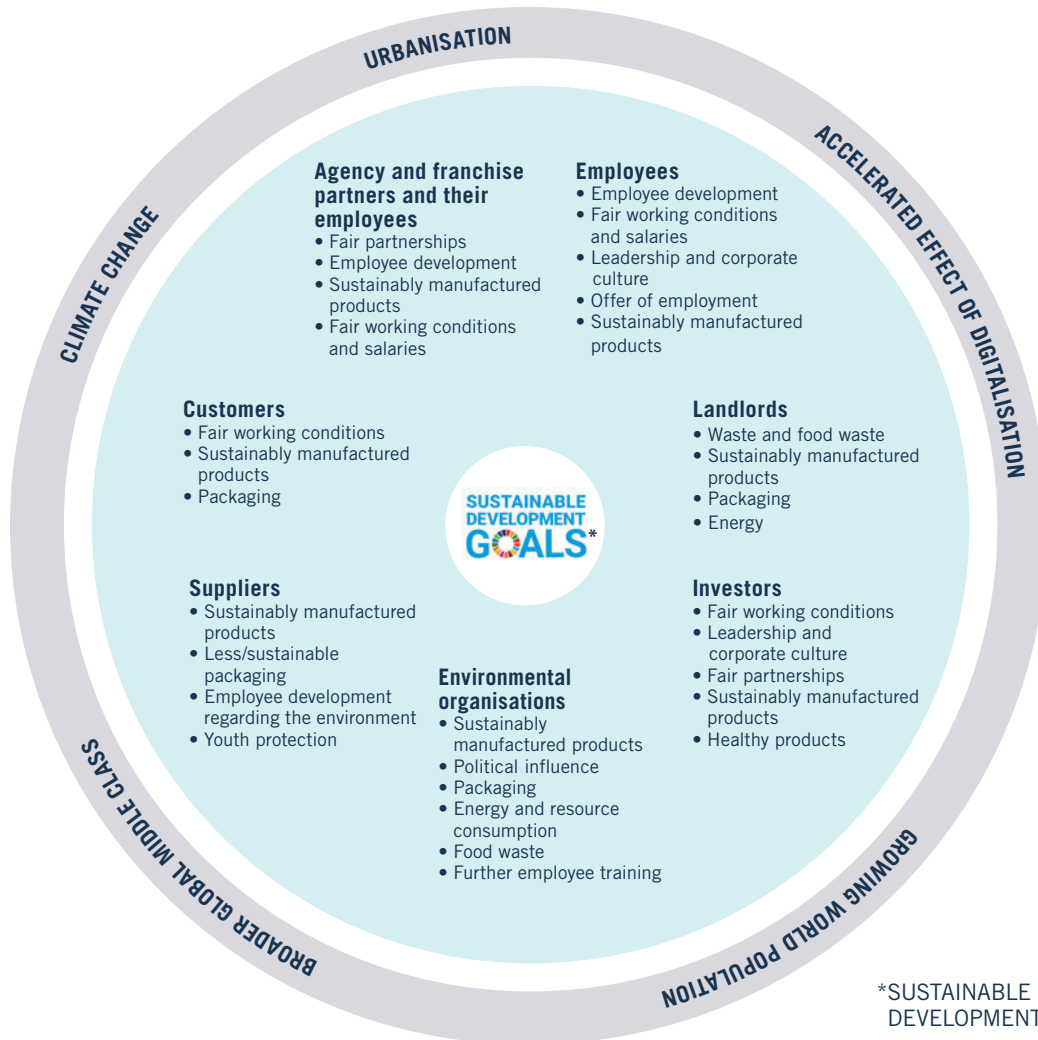 URBANISATION
ACCELERATED EFFECT OF DIGITALISATION
GROWING WORLD POPULATION
BROADER GLOBAL MIDDLE CLASS
CLIMATE CHANGE
Agency and franchise
partners and their
employees
• Fair partnerships
• Employee development
• Sustainably manufactured
products
• Fair working conditions
and salaries
Employees
• Employee development
• Fair working conditions
and salaries
• Leadership and corporate
culture
• Offer of employment
• Sustainably manufactured
products
Customers
• Fair working conditions
• Sustainably manufactured
products
• Packaging
SUSTAINABLE
DEVELOPMENT
GOALS*
Landlords
• Waste and food waste
• Sustainably manufactured
products
• Packaging
• Energy
Suppliers
• Sustainably manufactured
products
• Less/sustainable
packaging
• Employee development
regarding the environment
• Youth protection
Environmental
organisations
• Sustainably
manufactured products
• Political influence
• Packaging
• Energy and resource
consumption
• Food waste
• Further employee training
Investors
• Fair working conditions
• Leadership and
corporate culture
• Fair partnerships
• Sustainably manufactured
products
• Healthy products
*SUSTAINABLE
DEVELOPMENT